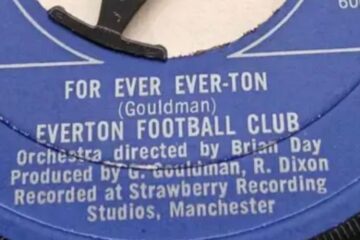 60
FOR EVER EVER-TON
(Gouldman)
EVERTON FOOTBALL CLUB
Orchestra directed by Brian Day
Produced by G. Gouldman, R. Dixon
Recorded at Strawberry Recording
Studios, Manchester